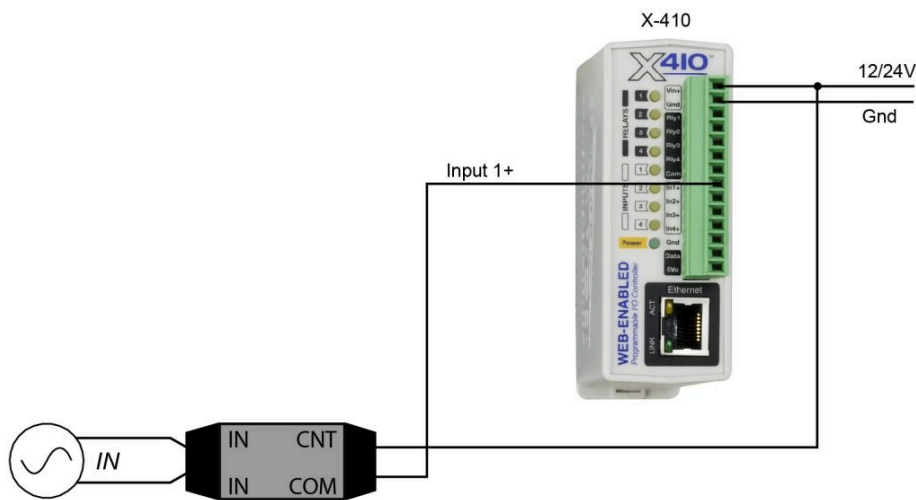 X-410
X410™
12/24V
Gnd
Input 1+
RELAYS
1
2
3
4
INPUTS
1
2
3
4
Vin+
Gnd
Rly1
Rly2
Rly3
Rly4
Com
In1+
In2+
In3+
In4+
Gnd
Data
5Vo
Power
WEB-ENABLED
Programmable I/O Controller
Ethernet
ACT
LINK
IN
IN CNT
IN COM